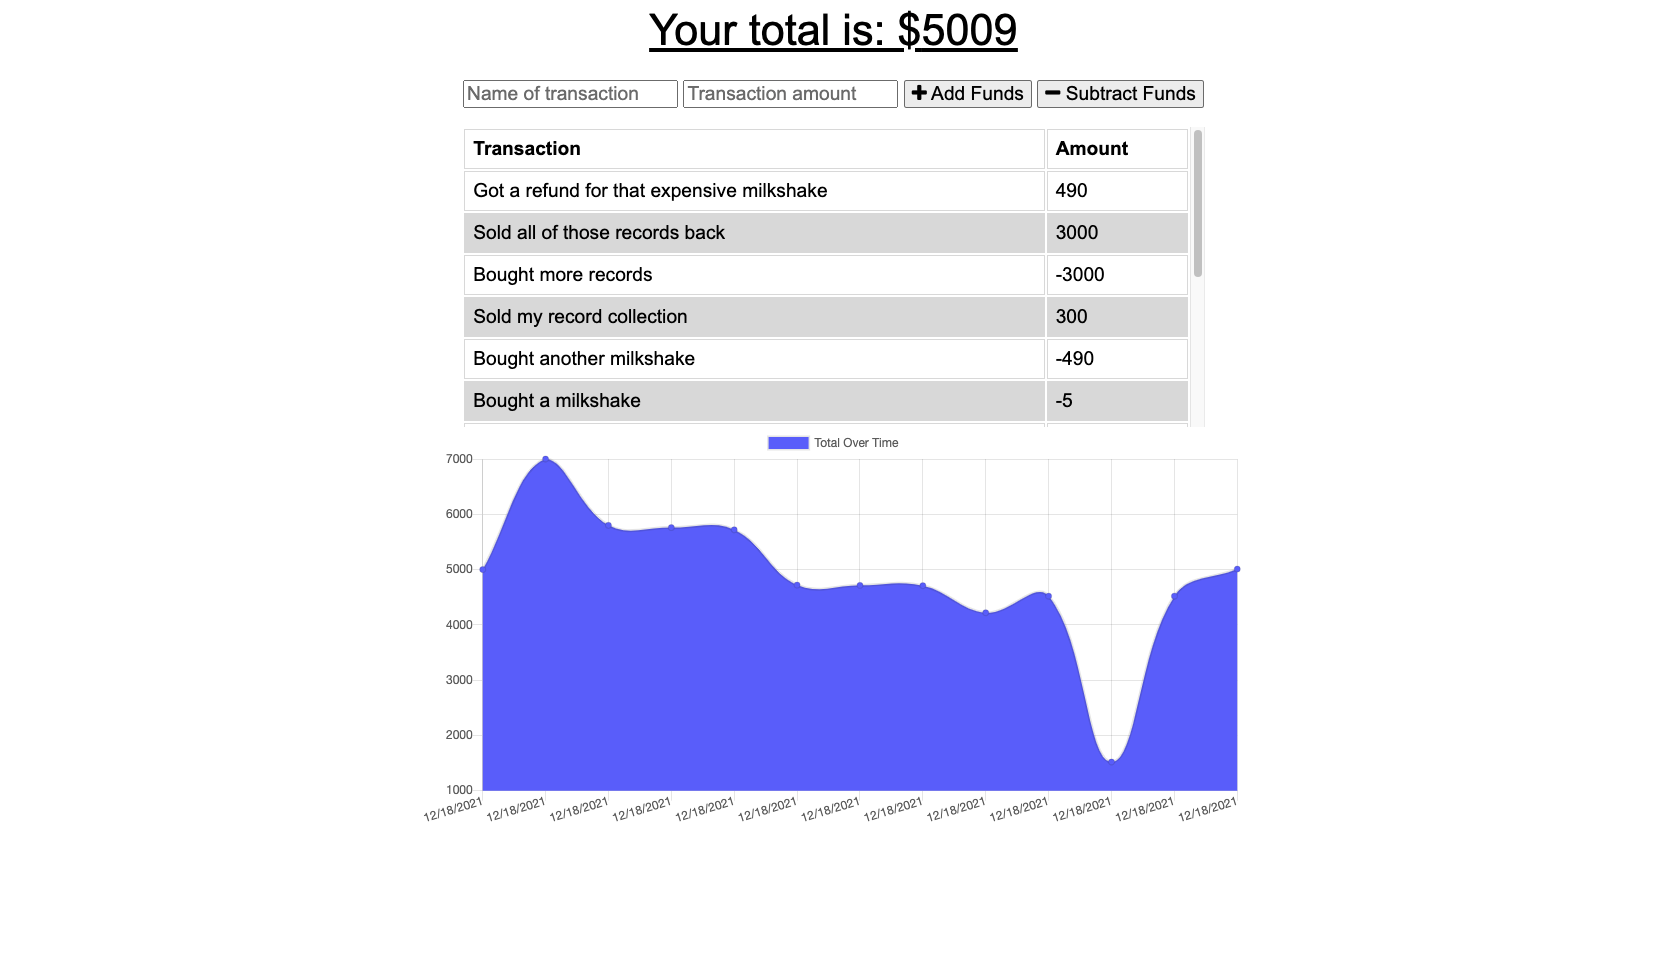 Your total is: $5009
Name of transaction Transaction amount Add Funds Subtract Funds
Transaction Amount
Got a refund for that expensive milkshake 490
Sold all of those records back 3000
Bought more records -3000
Sold my record collection 300
Bought another milkshake -490
Bought a milkshake -5
Total Over Time
7000
6000
5000
4000
3000
2000
1000
12/18/2021 12/18/2021 12/18/2021 12/18/2021 12/18/2021 12/18/2021 12/18/2021 12/18/2021 12/18/2021 12/18/2021 12/18/2021 12/18/2021 12/18/2021